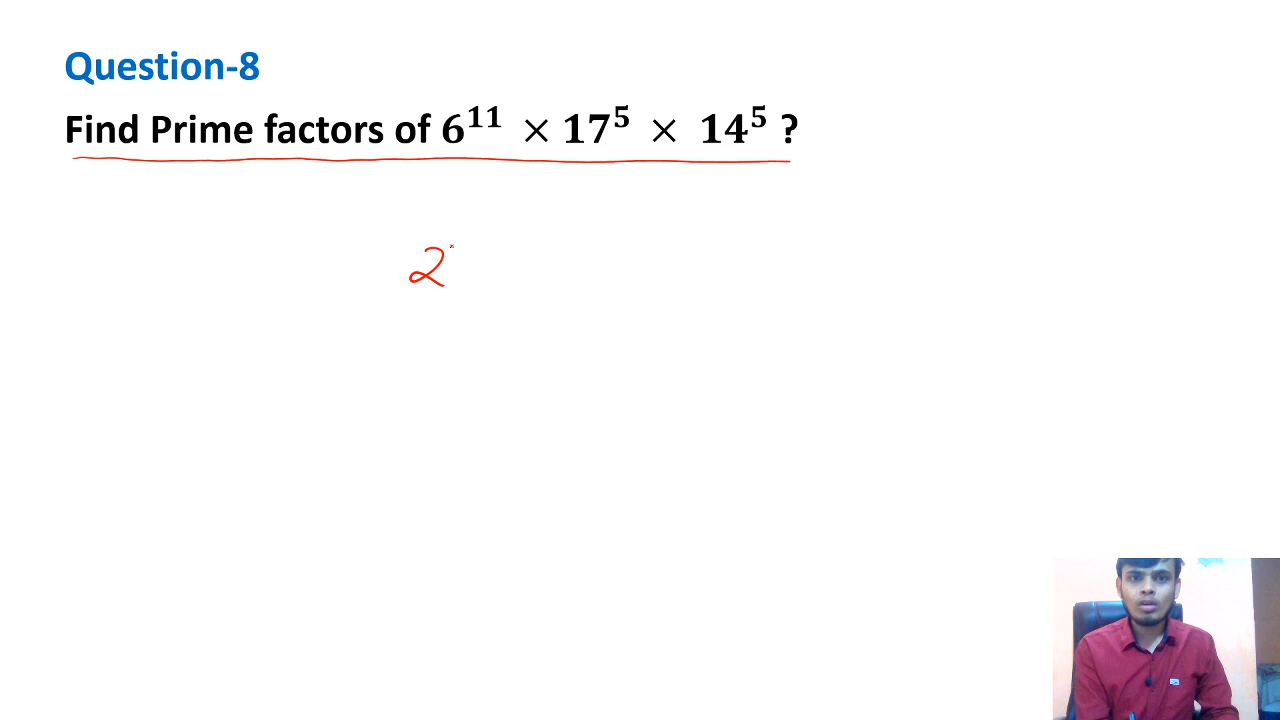 Question-8
Find Prime factors of 6¹¹ × 17⁵ × 14⁵ ?
2